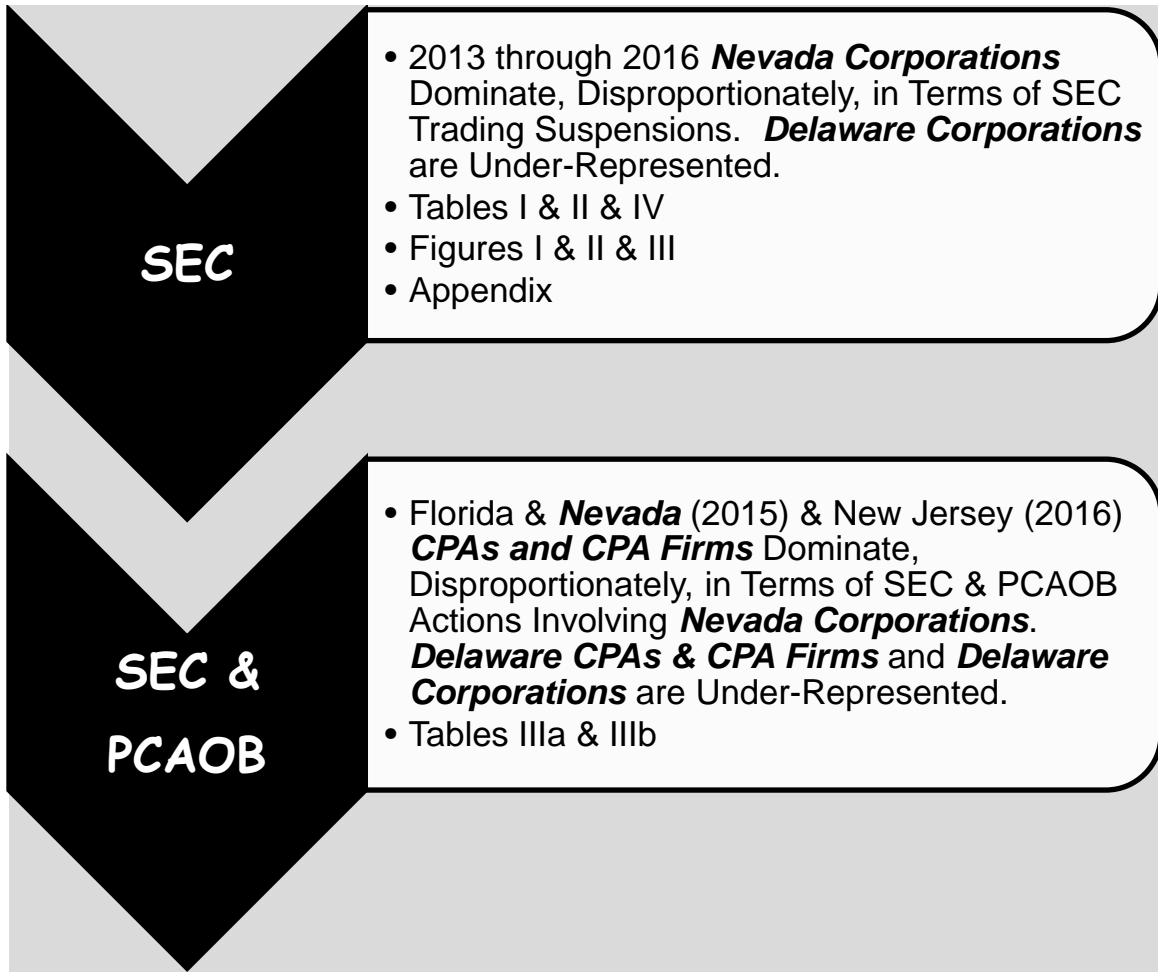 SEC
• 2013 through 2016 Nevada Corporations
Dominate, Disproportionately, in Terms of SEC
Trading Suspensions.  Delaware Corporations
are Under-Represented.
• Tables I & II & IV
• Figures I & II & III
• Appendix
SEC &
PCAOB
• Florida & Nevada (2015) & New Jersey (2016)
CPAs and CPA Firms Dominate,
Disproportionately, in Terms of SEC & PCAOB
Actions Involving Nevada Corporations.
Delaware CPAs & CPA Firms and Delaware
Corporations are Under-Represented.
• Tables IIIa & IIIb